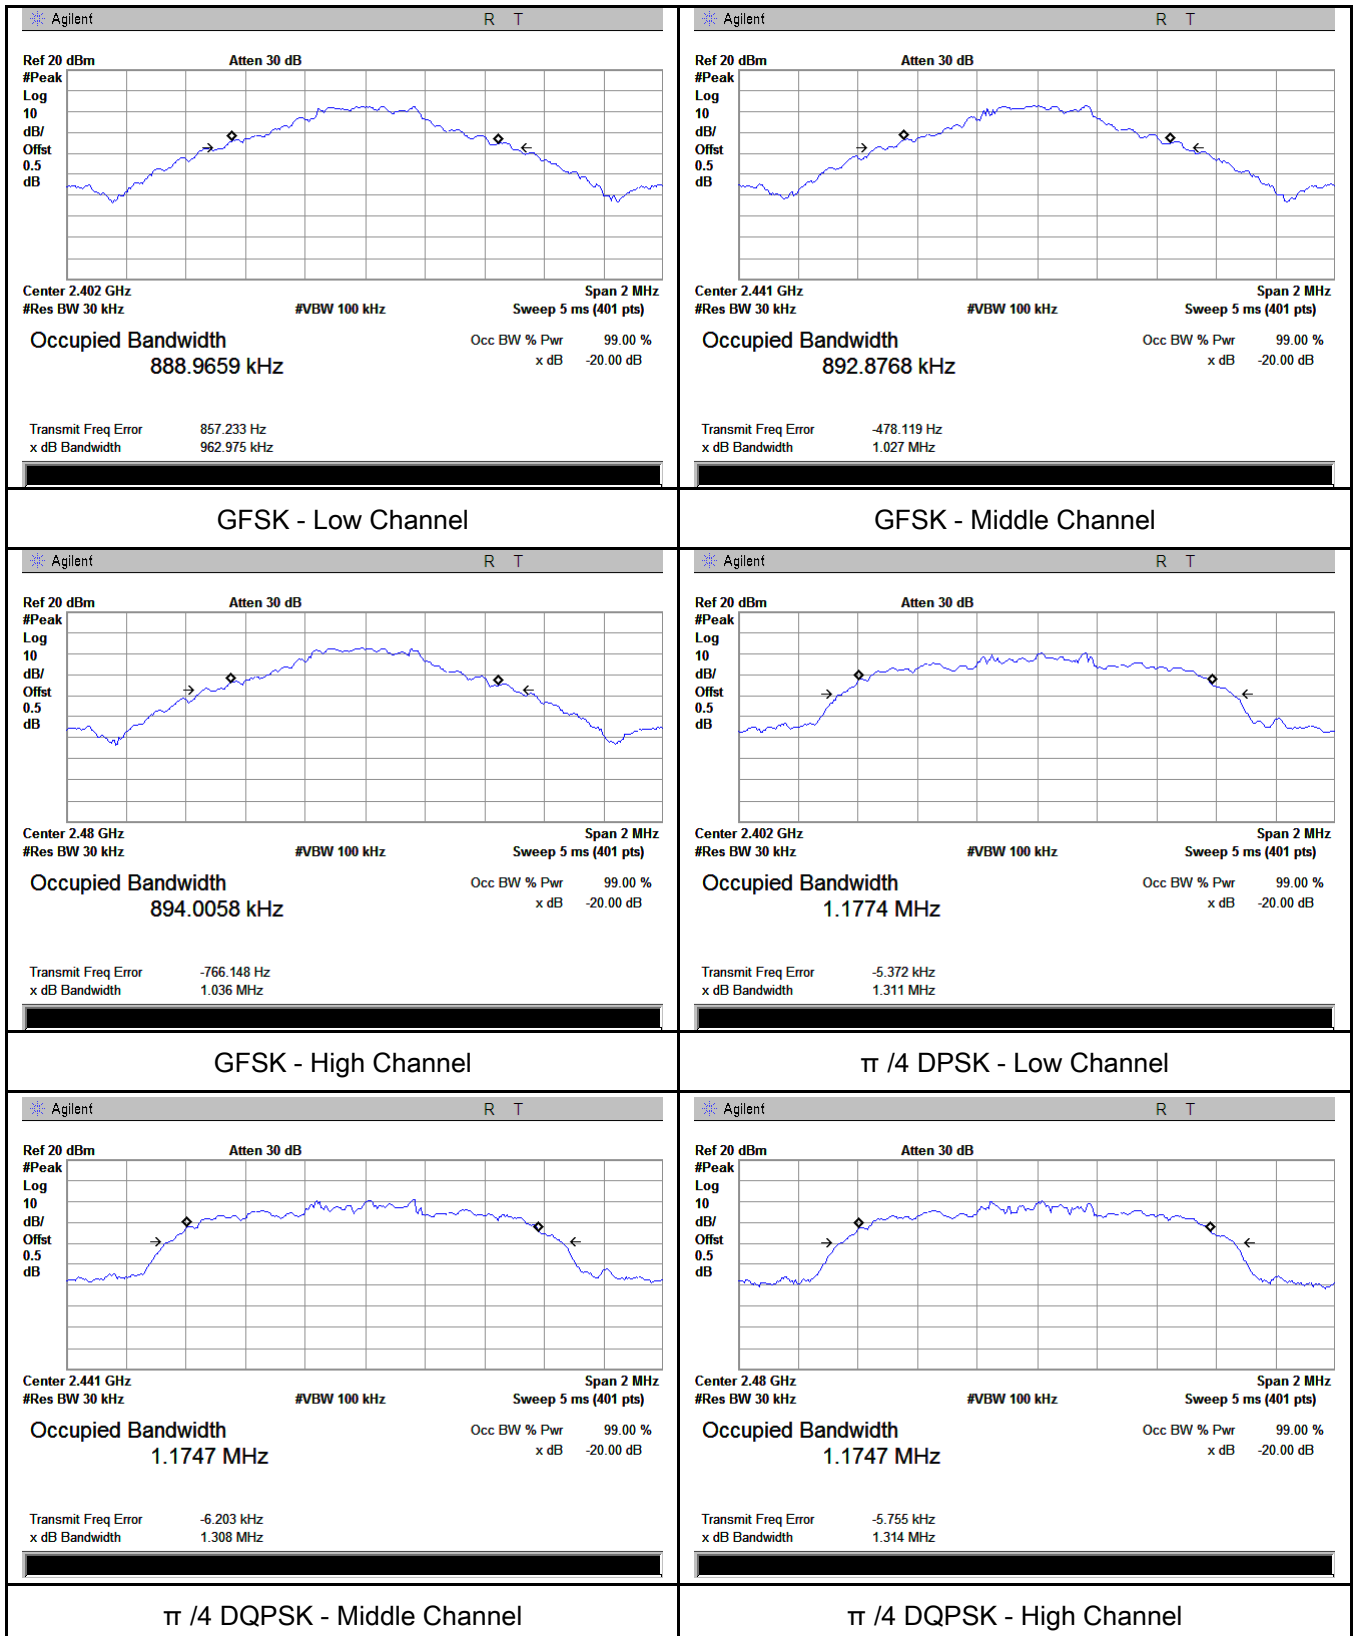 Agilent R T
Ref 20 dBm Atten 30 dB
#Peak
Log
10
dB/
Offst
0.5
dB
Center 2.402 GHz Span 2 MHz
#Res BW 30 kHz #VBW 100 kHz Sweep 5 ms (401 pts)
Occupied Bandwidth Occ BW % Pwr 99.00 %
888.9659 kHz x dB -20.00 dB
Transmit Freq Error 857.233 Hz
x dB Bandwidth 962.975 kHz
GFSK - Low Channel
Agilent R T
Ref 20 dBm Atten 30 dB
#Peak
Log
10
dB/
Offst
0.5
dB
Center 2.441 GHz Span 2 MHz
#Res BW 30 kHz #VBW 100 kHz Sweep 5 ms (401 pts)
Occupied Bandwidth Occ BW % Pwr 99.00 %
892.8768 kHz x dB -20.00 dB
Transmit Freq Error -478.119 Hz
x dB Bandwidth 1.027 MHz
GFSK - Middle Channel
Agilent R T
Ref 20 dBm Atten 30 dB
#Peak
Log
10
dB/
Offst
0.5
dB
Center 2.48 GHz Span 2 MHz
#Res BW 30 kHz #VBW 100 kHz Sweep 5 ms (401 pts)
Occupied Bandwidth Occ BW % Pwr 99.00 %
894.0058 kHz x dB -20.00 dB
Transmit Freq Error -766.148 Hz
x dB Bandwidth 1.036 MHz
GFSK - High Channel
Agilent R T
Ref 20 dBm Atten 30 dB
#Peak
Log
10
dB/
Offst
0.5
dB
Center 2.402 GHz Span 2 MHz
#Res BW 30 kHz #VBW 100 kHz Sweep 5 ms (401 pts)
Occupied Bandwidth Occ BW % Pwr 99.00 %
1.1774 MHz x dB -20.00 dB
Transmit Freq Error -5.372 kHz
x dB Bandwidth 1.311 MHz
π /4 DPSK - Low Channel
Agilent R T
Ref 20 dBm Atten 30 dB
#Peak
Log
10
dB/
Offst
0.5
dB
Center 2.441 GHz Span 2 MHz
#Res BW 30 kHz #VBW 100 kHz Sweep 5 ms (401 pts)
Occupied Bandwidth Occ BW % Pwr 99.00 %
1.1747 MHz x dB -20.00 dB
Transmit Freq Error -6.203 kHz
x dB Bandwidth 1.308 MHz
π /4 DQPSK - Middle Channel
Agilent R T
Ref 20 dBm Atten 30 dB
#Peak
Log
10
dB/
Offst
0.5
dB
Center 2.48 GHz Span 2 MHz
#Res BW 30 kHz #VBW 100 kHz Sweep 5 ms (401 pts)
Occupied Bandwidth Occ BW % Pwr 99.00 %
1.1747 MHz x dB -20.00 dB
Transmit Freq Error -5.755 kHz
x dB Bandwidth 1.314 MHz
π /4 DQPSK - High Channel